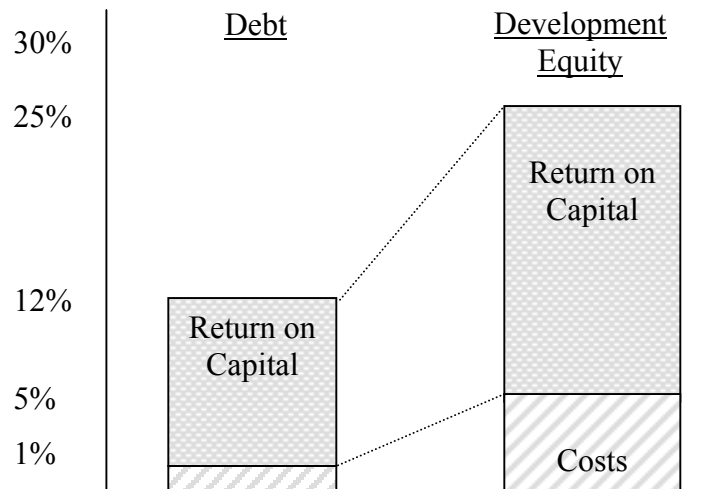 Debt
Development
Equity
30%
25%
12%
5%
1%
Return on
Capital
Return on
Capital
Costs